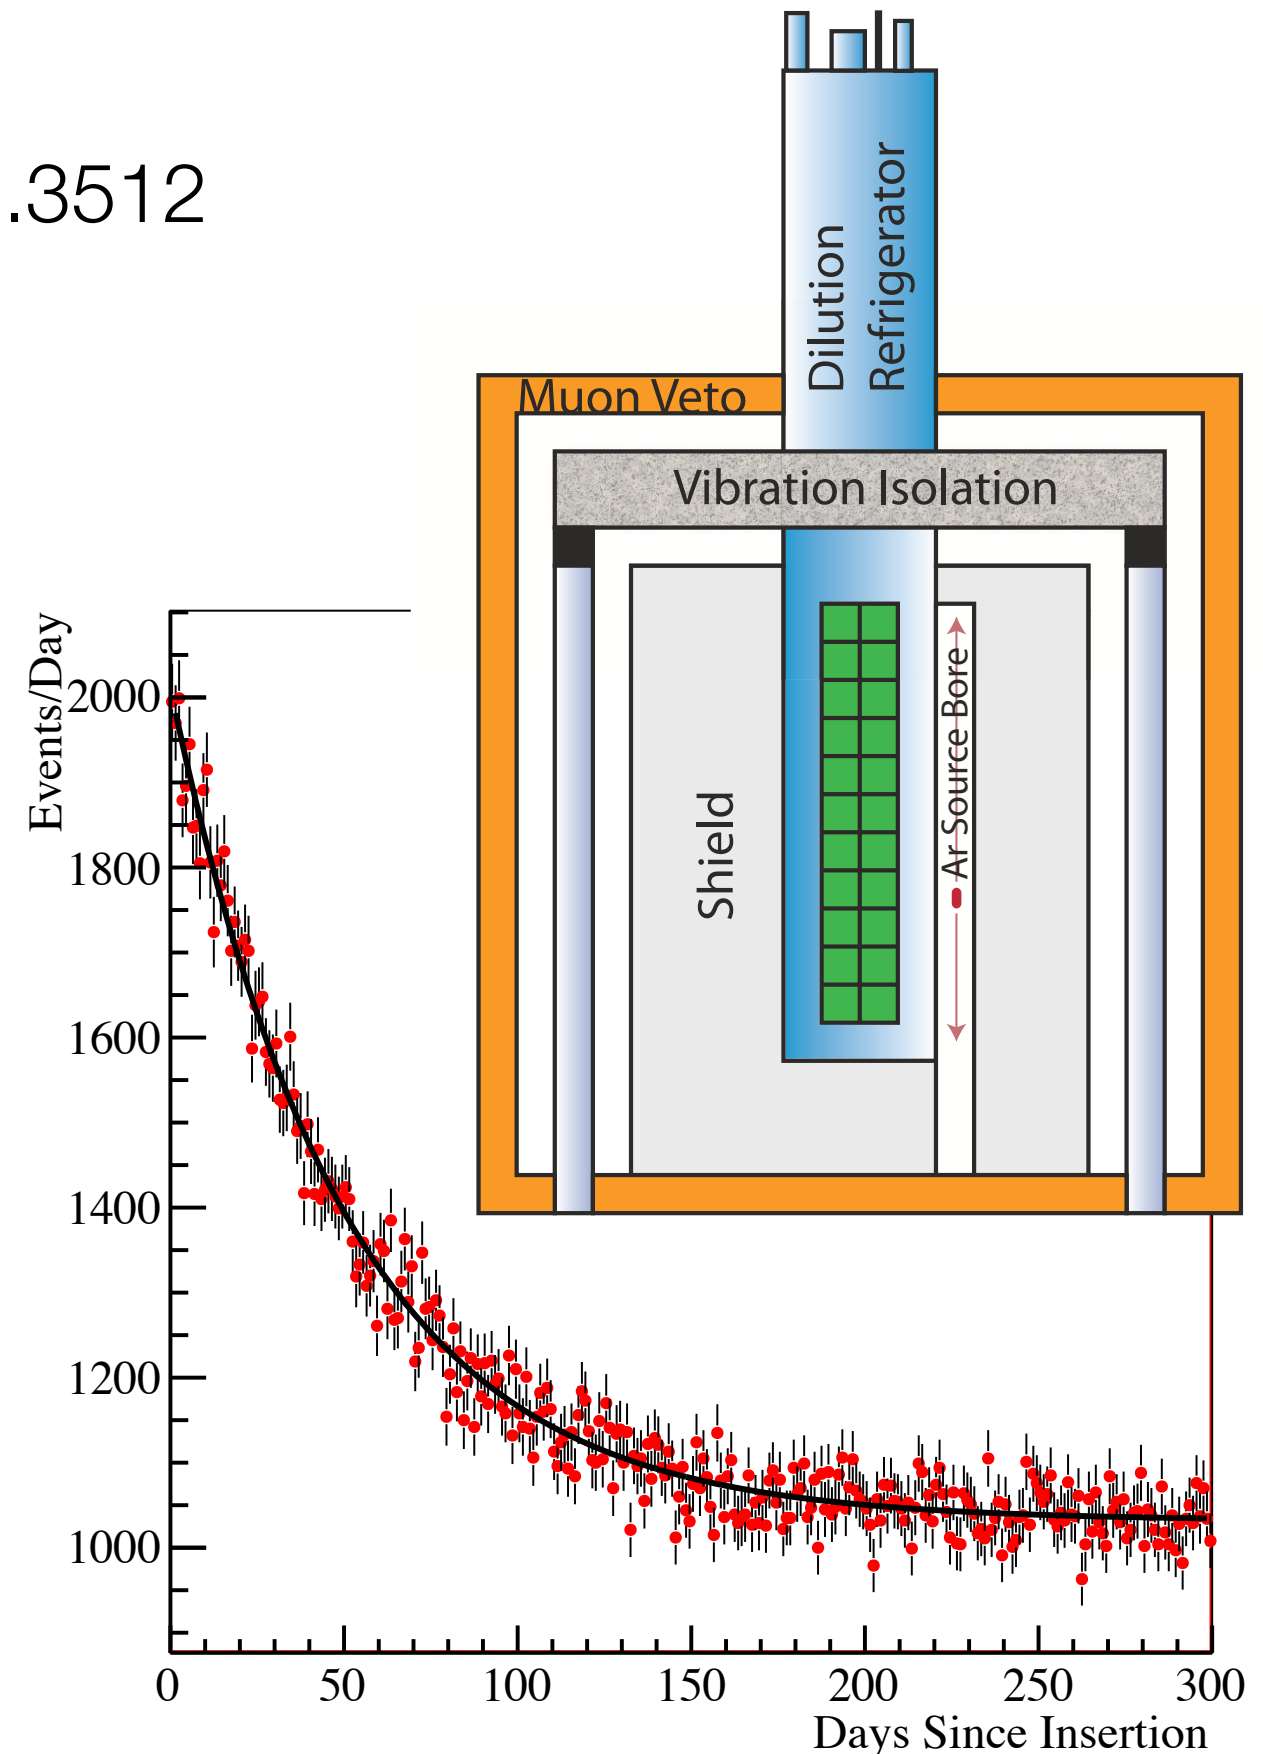 .3512
Dilution
Refrigerator
Muon Veto
Vibration Isolation
Shield
Ar Source Bore
Events/Day
2000
1800
1600
1400
1200
1000
0 50 100 150 200 250 300
Days Since Insertion